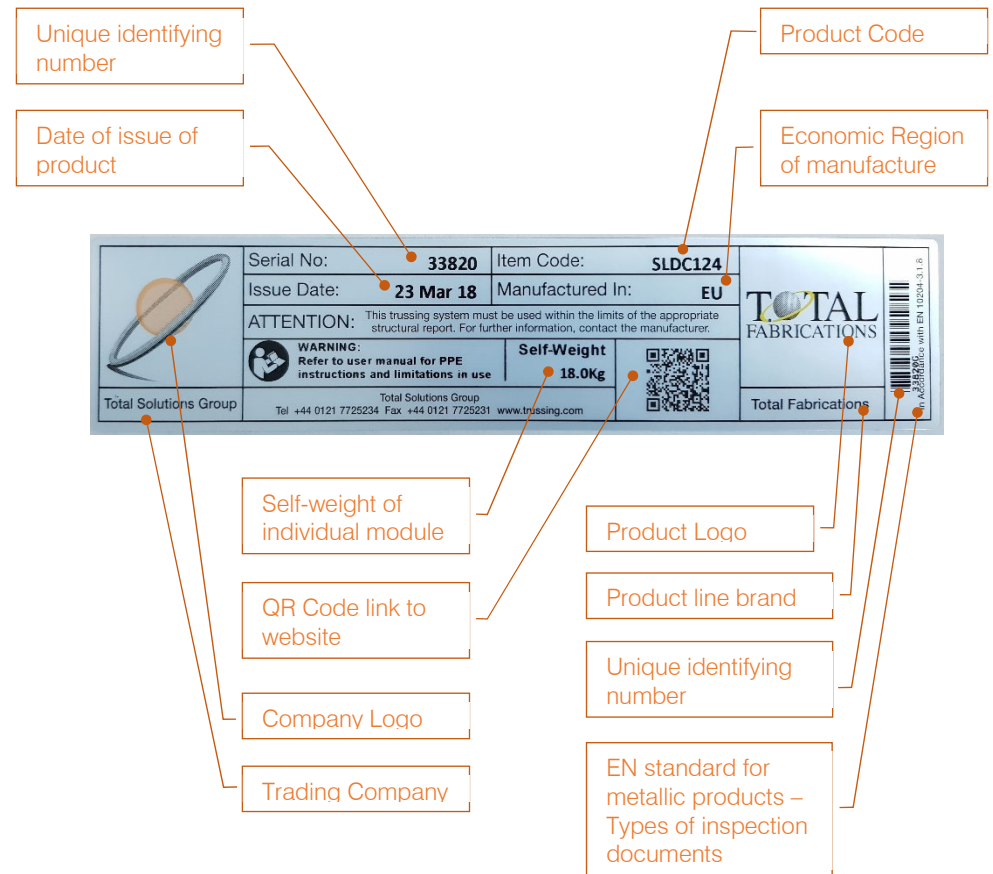 Unique identifying
number
Product Code
Date of issue of
product
Economic Region
of manufacture
Serial No: 33820
Item Code: SLDC124
Issue Date: 23 Mar 18
Manufactured In: EU
ATTENTION: This trussing system must be used within the limits of the appropriate
structural report. For further information, contact the manufacturer.
WARNING:
Refer to user manual for PPE
instructions and limitations in use
Self-Weight
18.0Kg
TOTAL
FABRICATIONS
Total Solutions Group
Total Solutions Group
Tel +44 0121 7725234 Fax +44 0121 7725231 www.trussing.com
Total Fabrications
33820C
In Accordance with EN 10204-3.1.B
Self-weight of
individual module
Product Logo
QR Code link to
website
Product line brand
Unique identifying
number
Company Logo
Trading Company
EN standard for
metallic products –
Types of inspection
documents